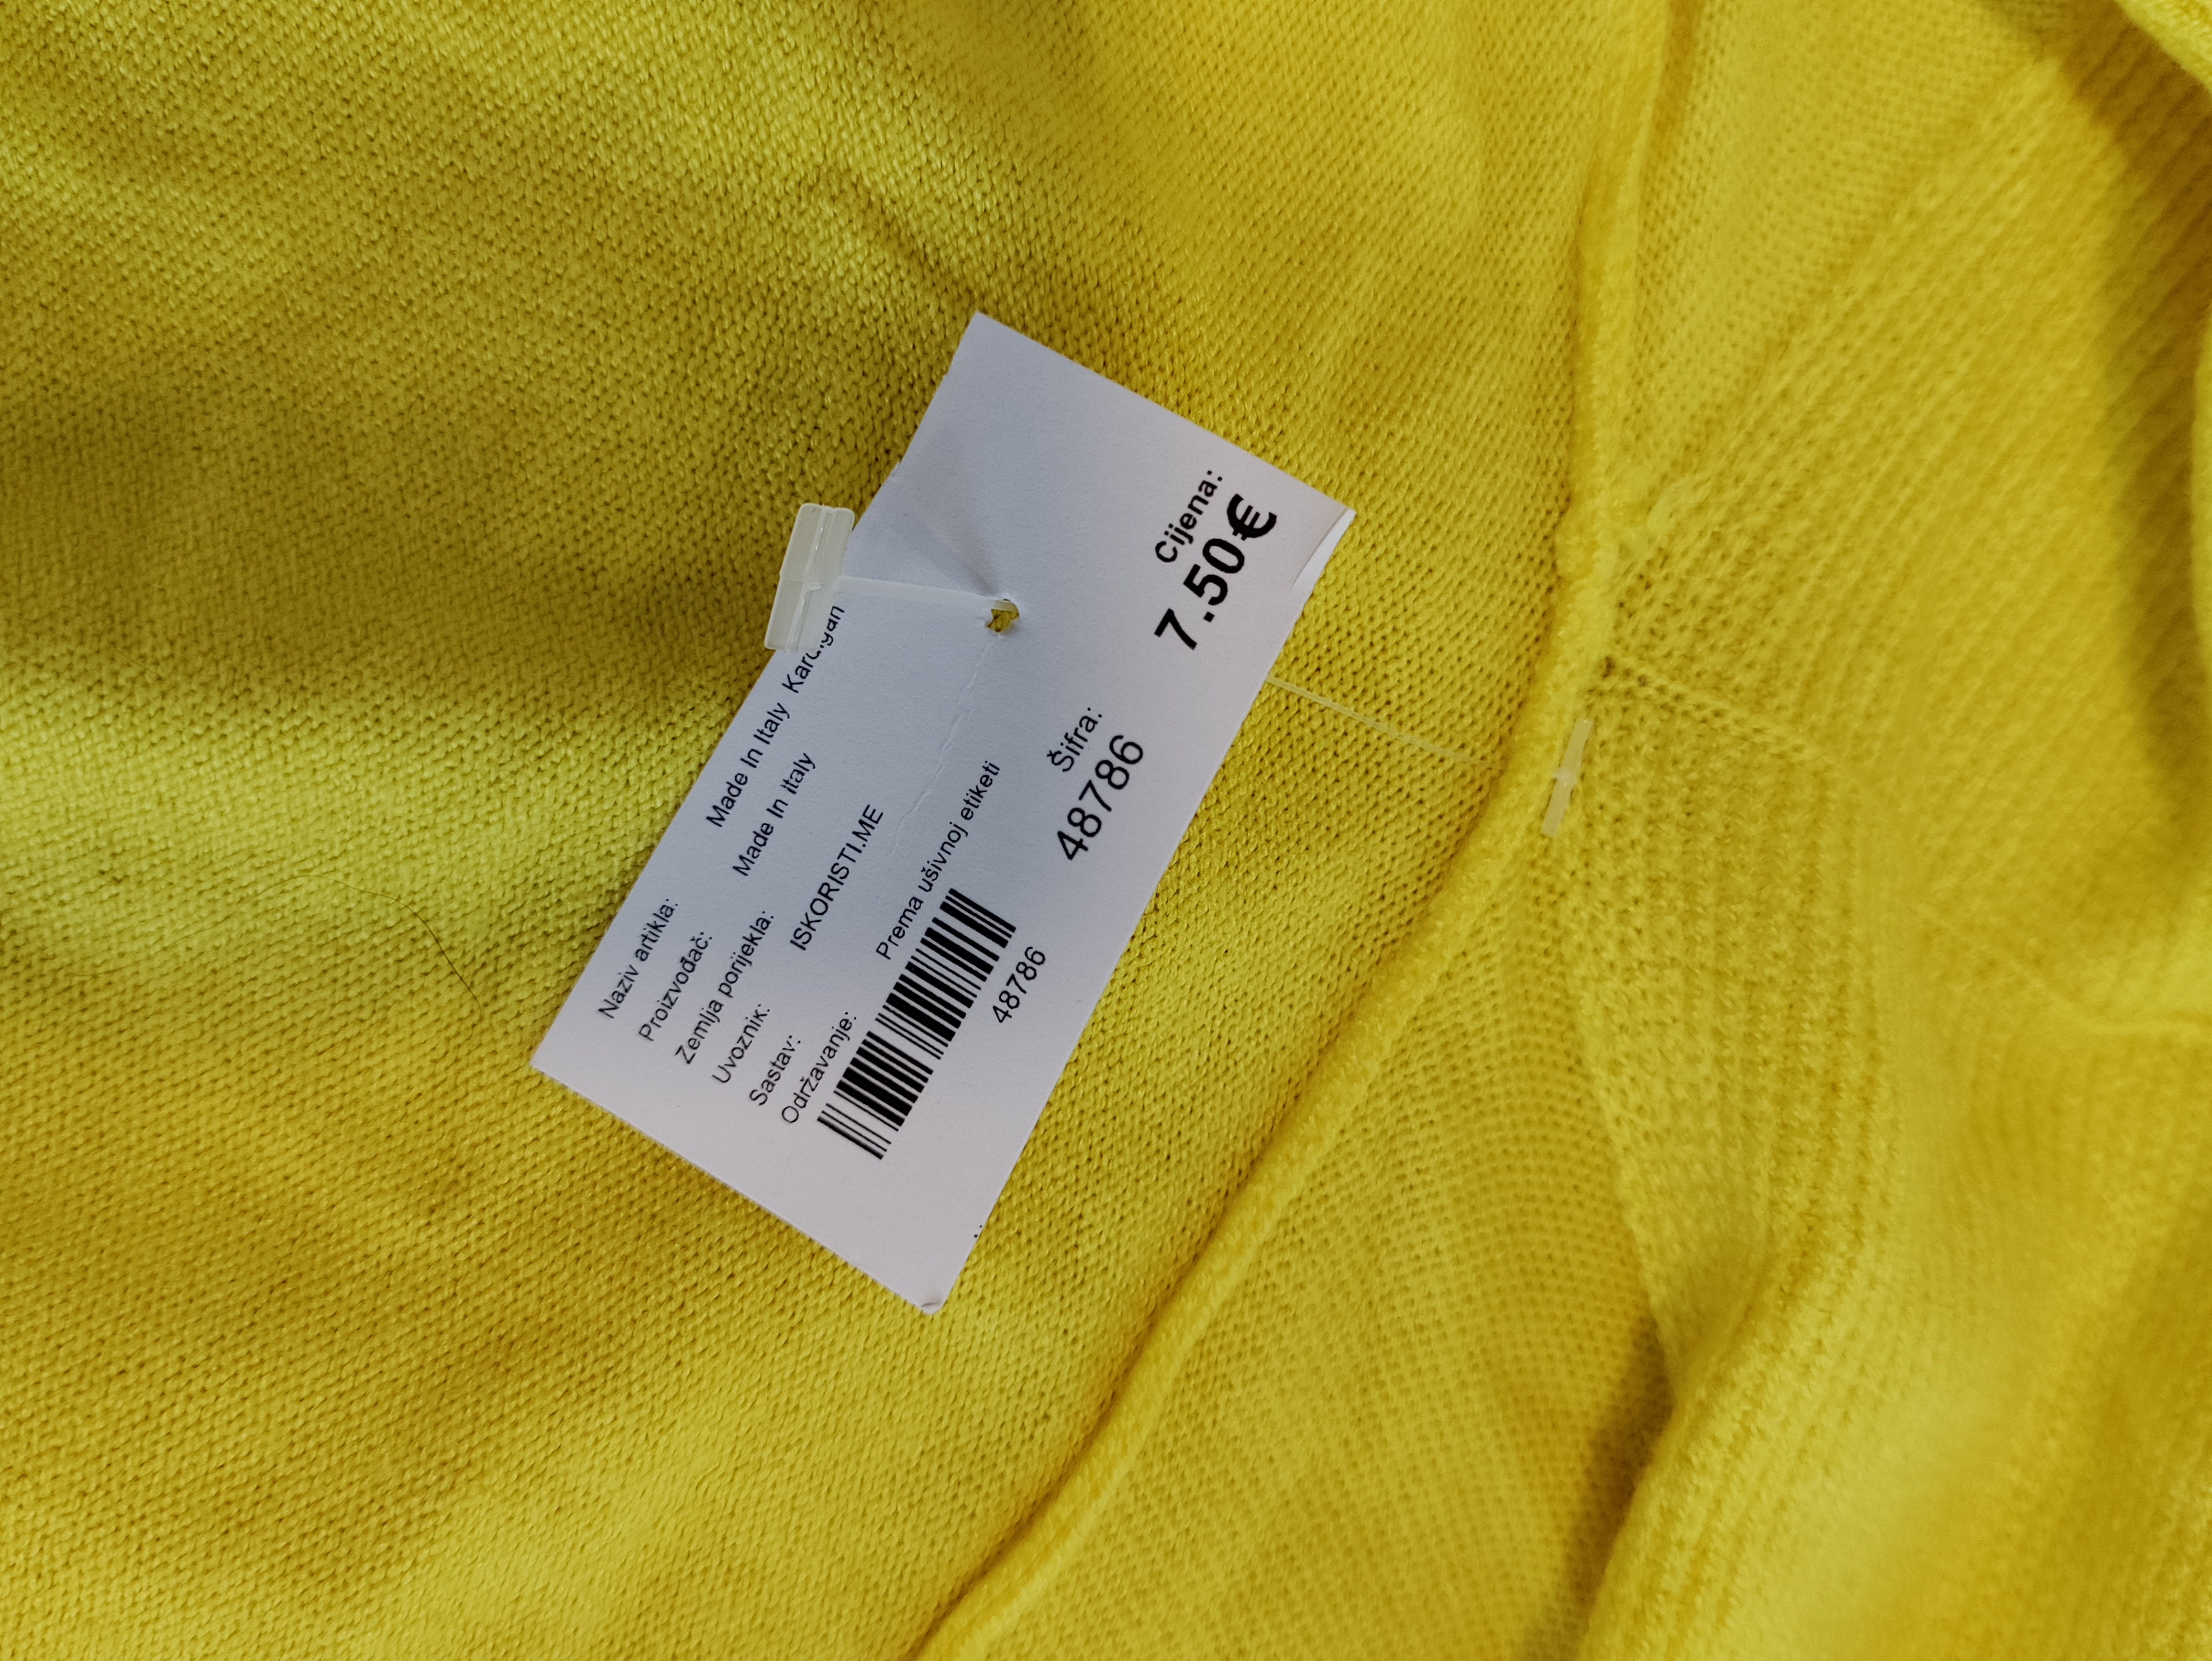 Naziv artikla: Made In Italy Kardigan
Proizvođač: Made In Italy
Zemlja porijekla:
Uvoznik: ISKORISTI.ME
Sastav:
Održavanje: Prema ušivnoj etiketi
48786
Šifra:
48786
Cijena:
7.50€